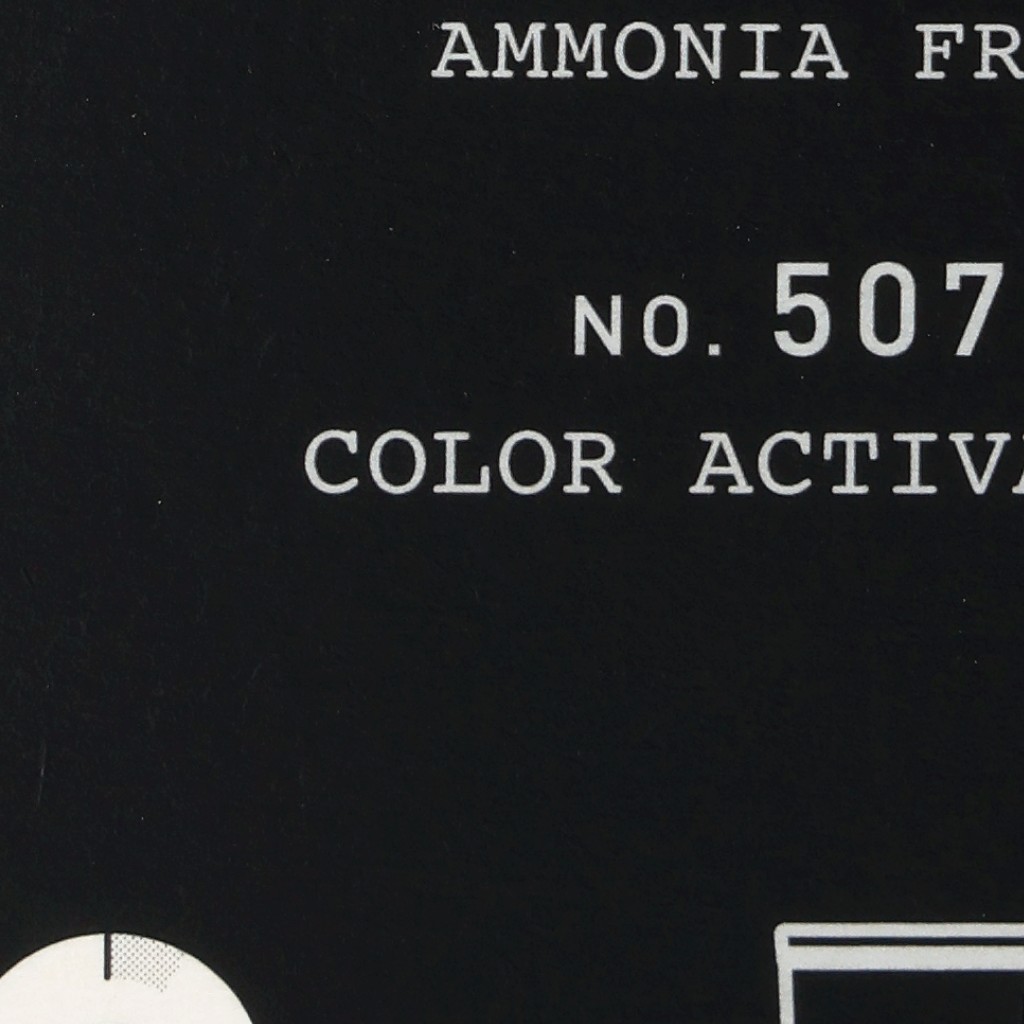 AMMONIA FR
NO. 507
COLOR ACTIVA